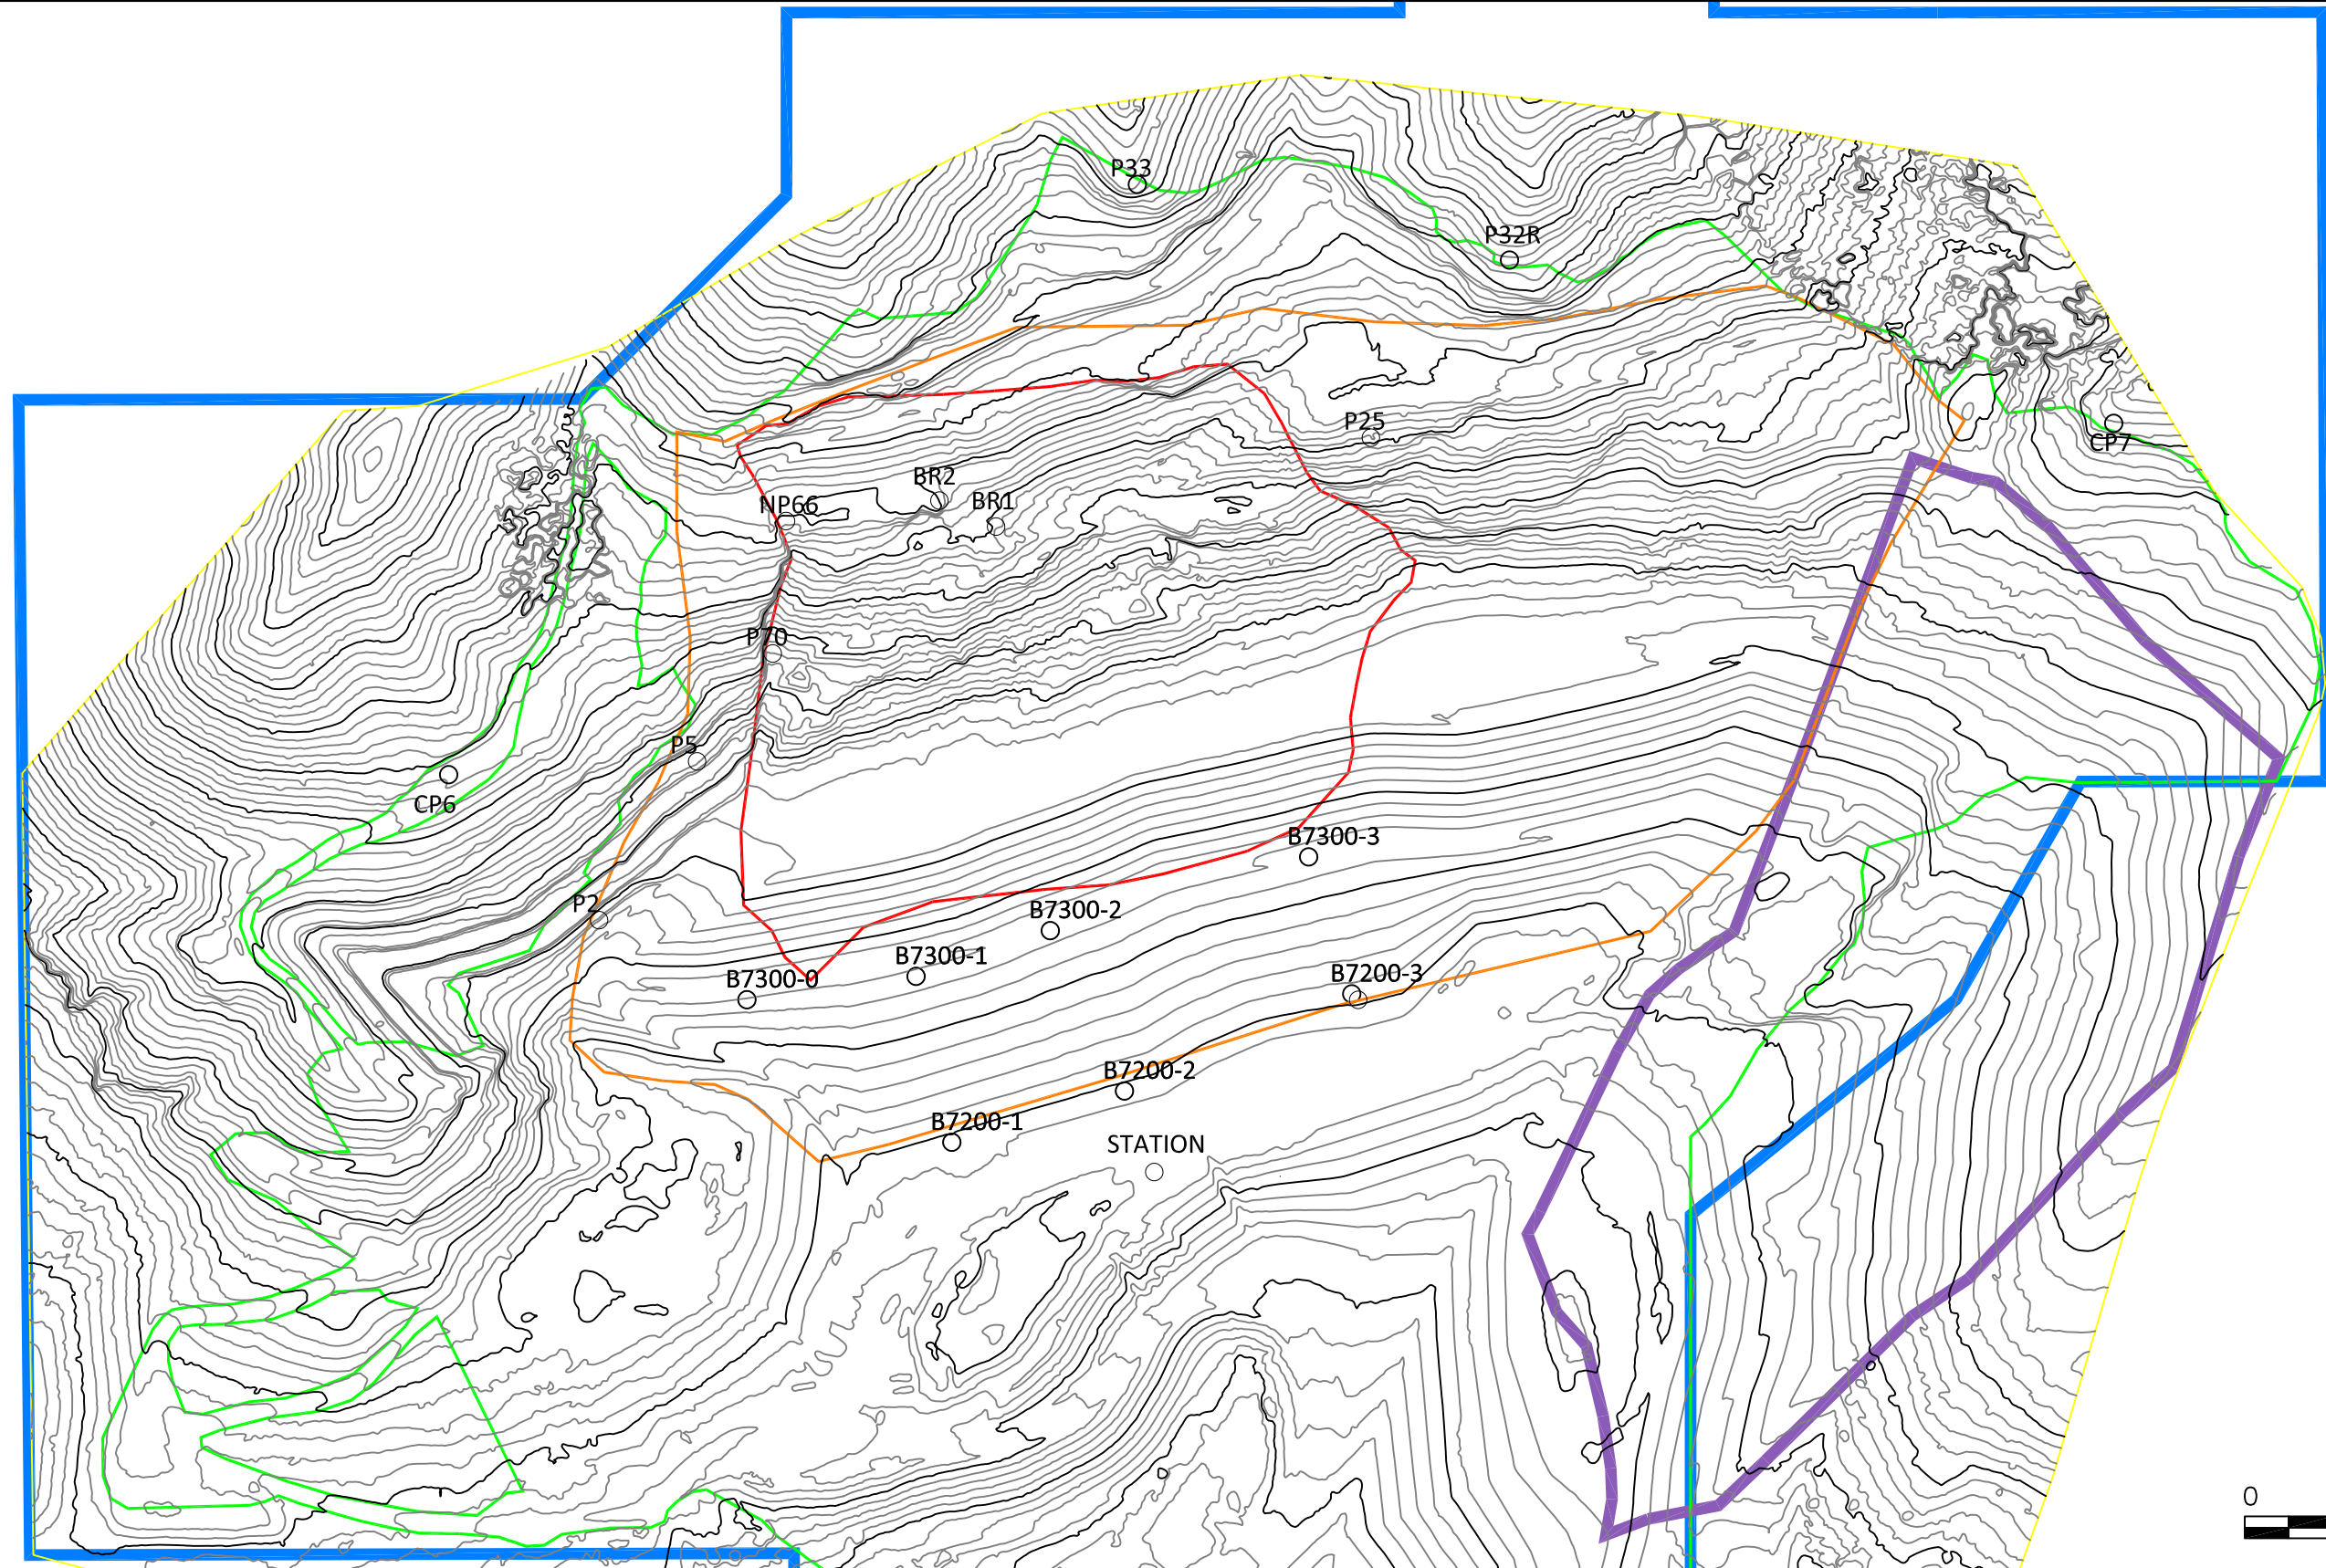 P33
P32R
P25
CP7
BR2
BR1
NP66
P70
P5
CP6
B7300-3
P2
B7300-2
B7300-1
B7300-0
B7200-3
B7200-2
B7200-1
STATION
0